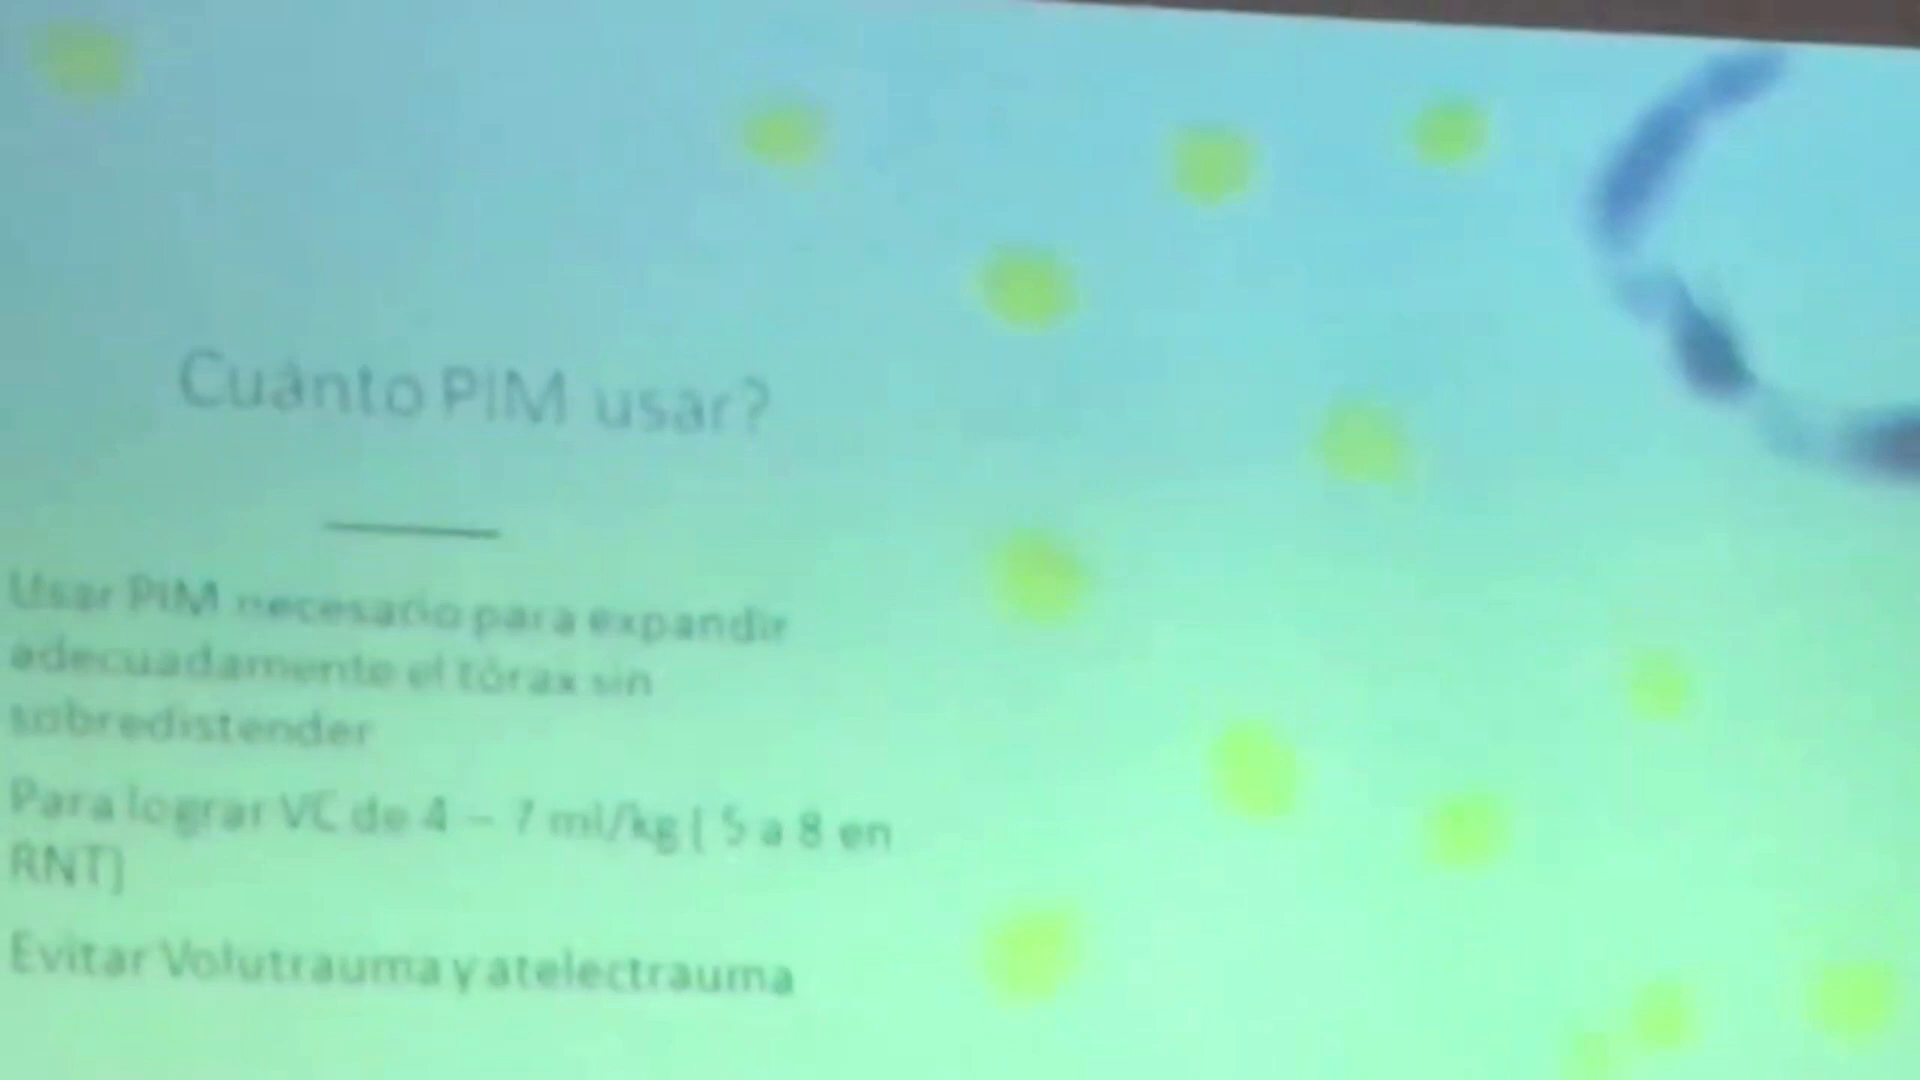 Cuánto PIM usar?
Usar PIM necesario para expandir
adecuadamente el tórax sin
sobredistender
Para lograr VC de 4 – 7 ml/kg ( 5 a 8 en
RNT)
Evitar Volutrauma y atelectrauma